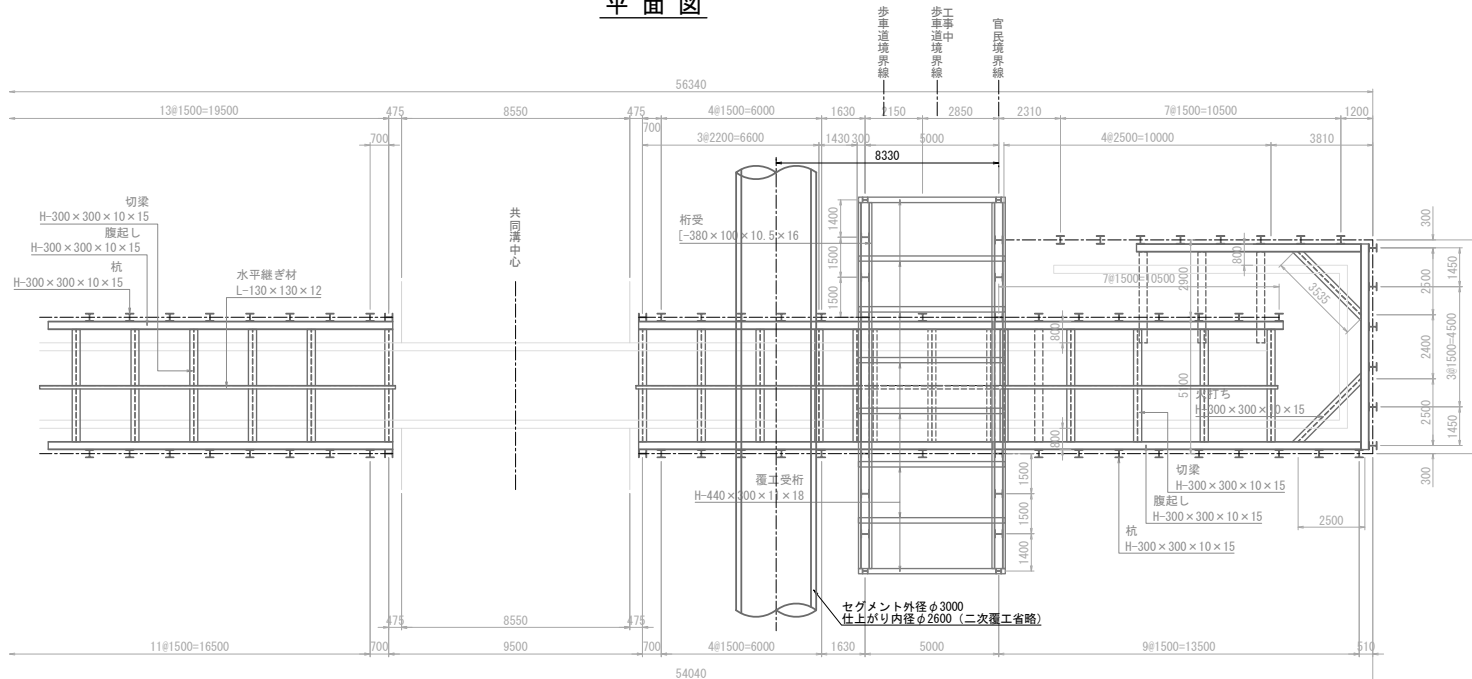 平面図
歩車道境界線
工事中
歩車道境界線
官民境界線
56340
13@1500=19500
475
8550
475
4@1500=6000
1630
2150
2850
2310
7@1500=10500
1200
700
700
3@2200=6600
1430
300
5000
4@2500=10000
3810
8330
切梁
H-300×300×10×15
腹起し
H-300×300×10×15
杭
H-300×300×10×15
水平継ぎ材
L-130×130×12
共同溝中心
桁受
[-380×100×10.5×16
1400
1500
1500
7@1500=10500
2900
800
3535
300
2500
1450
2400
3@1500=4500
2500
1450
300
800
5100
火打ち
H-300×300×10×15
800
覆工受桁
H-440×300×11×18
1500
1500
1400
切梁
H-300×300×10×15
腹起し
H-300×300×10×15
杭
H-300×300×10×15
2500
セグメント外径φ3000
仕上がり内径φ2600(二次覆工省略)
475
8550
475
11@1500=16500
700
9500
700
4@1500=6000
1630
5000
9@1500=13500
510
54040